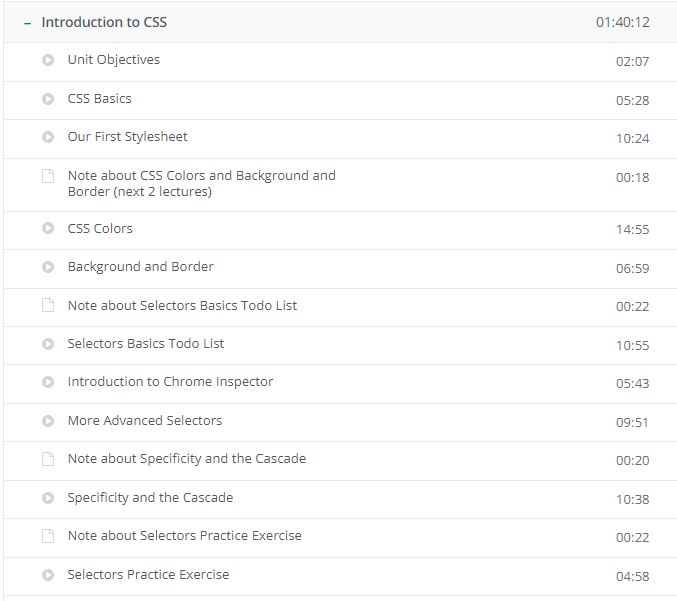 – Introduction to CSS 01:40:12
Unit Objectives 02:07
CSS Basics 05:28
Our First Stylesheet 10:24
Note about CSS Colors and Background and
Border (next 2 lectures) 00:18
CSS Colors 14:55
Background and Border 06:59
Note about Selectors Basics Todo List 00:22
Selectors Basics Todo List 10:55
Introduction to Chrome Inspector 05:43
More Advanced Selectors 09:51
Note about Specificity and the Cascade 00:20
Specificity and the Cascade 10:38
Note about Selectors Practice Exercise 00:22
Selectors Practice Exercise 04:58